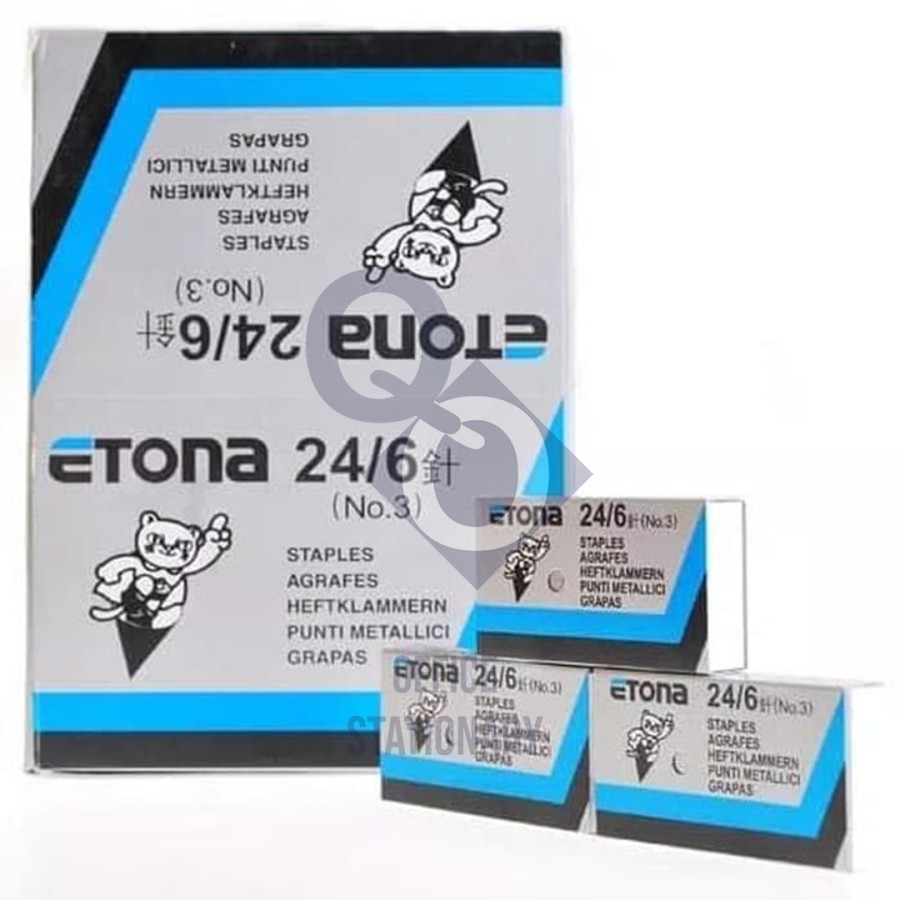 GRAPAS
PUNTI METALLICI
HEFTKLAMMERN
AGRAFES
STAPLES
(No.3)
ETONA 24/6針
ETONA 24/6針
(No.3)
STAPLES
AGRAFES
HEFTKLAMMERN
PUNTI METALLICI
GRAPAS
ETONA 24/6針(No.3)
STAPLES
AGRAFES
HEFTKLAMMERN
PUNTI METALLICI
GRAPAS
ETONA 24/6針(No.3)
STAPLES
AGRAFES
HEFTKLAMMERN
PUNTI METALLICI
GRAPAS
ETONA 24/6針(No.3)
STAPLES
AGRAFES
HEFTKLAMMERN
PUNTI METALLICI
GRAPAS
OFFICE
STATIONARY